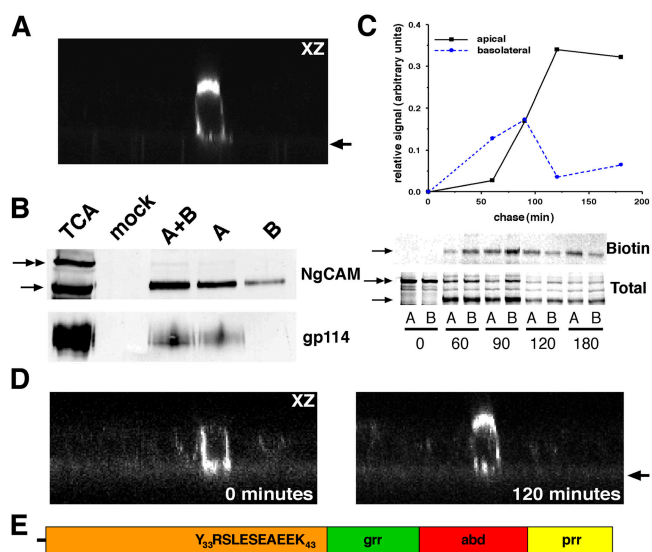 A
XZ
B
TCA
mock
A+B
A
B
NgCAM
gp114
C
apical
basolateral
relative signal (arbitrary units)
0.4
0.3
0.2
0.1
0.0
0
50
100
150
200
chase (min)
Biotin
Total
A B A B A B A B A B
0 60 90 120 180
D
XZ
0 minutes
120 minutes
E
Y33RSLESEAEEK43
grr
abd
prr